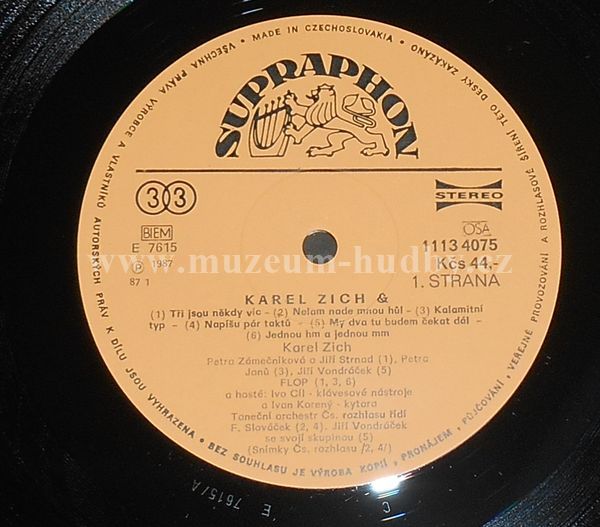 • MADE IN CZECHOSLOVAKIA •
VŠECHNA PRÁVA VÝROBCE A VLASTNÍKŮ AUTORSKÝCH PRÁV K DÍLU JSOU VYHRAZENA • BEZ SOUHLASU JE VÝROBA KOPIÍ, PRONÁJEM, PŮJČOVÁNÍ, VEŘEJNÉ PROVOZOVÁNÍ A ROZHLASOVÉ ŠÍŘENÍ TÉTO DESKY ZAKÁZÁNO
SUPRAPHON
33
STEREO
BIEM
OSA
E 7615
1113 4075
Ⓟ 1987
Kčs 44,-
87 1
1. STRANA
www.muzeum-hudby.cz
KAREL ZICH &
(1) Tři jsou někdy víc - (2) Nelam nade mnou hůl - (3) Kalamitní
typ - (4) Napíšu pár taktů - (5) My dva tu budem čekat dál -
(6) Jednou hm a jednou mm
Karel Zich
Petra Zámečníková a Jiří Strnad (1), Petra
Janů (3), Jiří Vondráček (5)
FLOP (1, 3, 6)
a hosté: Ivo Cíl - klávesové nástroje
a Ivan Korený - kytara
Taneční orchestr Čs. rozhlasu řídí
F. Slováček (2, 4), Jiří Vondráček
se svojí skupinou (5)
(Snímky Čs. rozhlasu /2, 4/)
E 7615/A
C